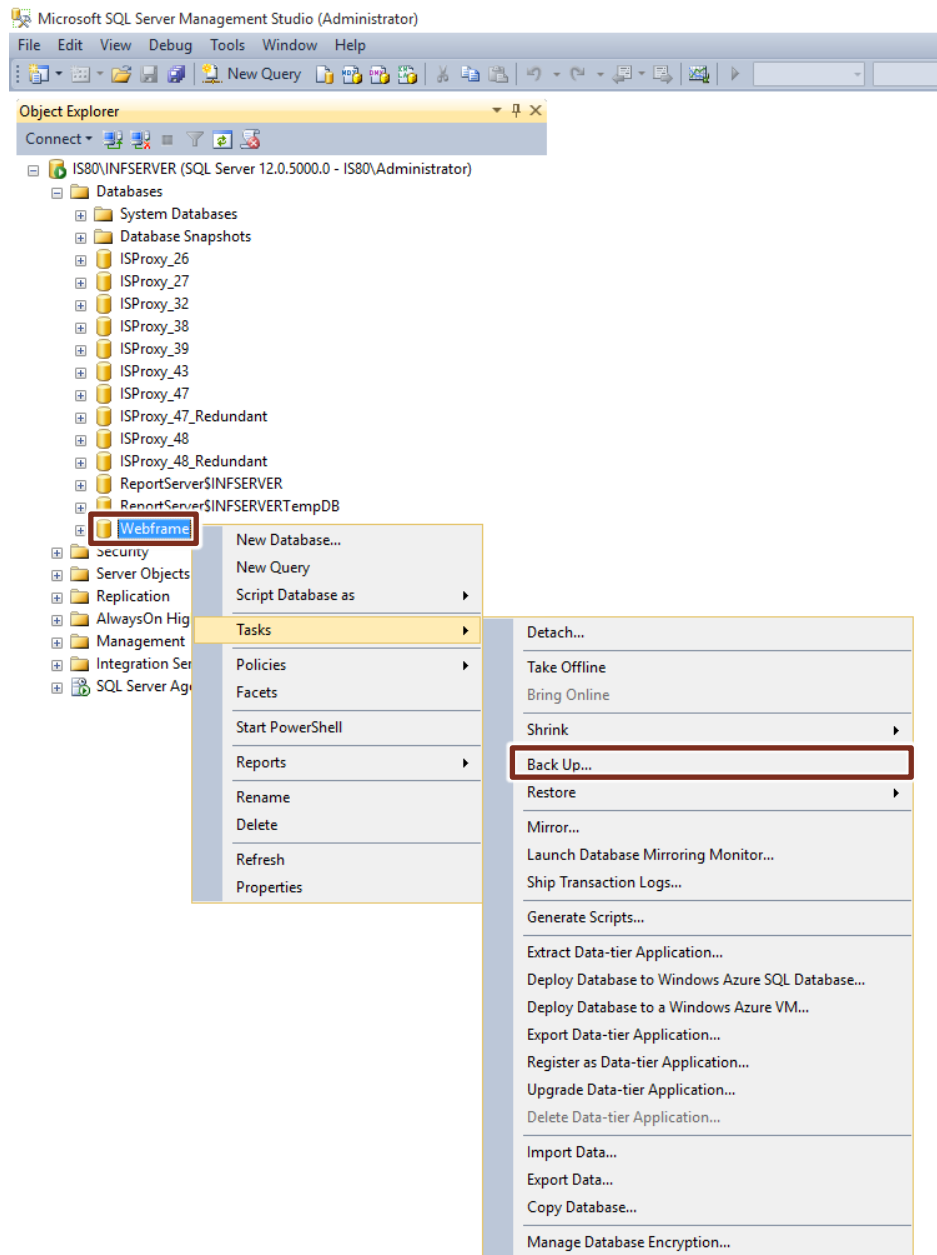 Microsoft SQL Server Management Studio (Administrator)
File Edit View Debug Tools Window Help
New Query
Object Explorer
Connect
IS80\INFSERVER (SQL Server 12.0.5000.0 - IS80\Administrator)
Databases
System Databases
Database Snapshots
ISProxy_26
ISProxy_27
ISProxy_32
ISProxy_38
ISProxy_39
ISProxy_43
ISProxy_47
ISProxy_47_Redundant
ISProxy_48
ISProxy_48_Redundant
ReportServer$INFSERVER
ReportServer$INFSERVERTempDB
Webframe
Security
Server Objects
Replication
AlwaysOn Hig
Management
Integration Ser
SQL Server Age
New Database...
New Query
Script Database as
Tasks
Policies
Facets
Start PowerShell
Reports
Rename
Delete
Refresh
Properties
Detach...
Take Offline
Bring Online
Shrink
Back Up...
Restore
Mirror...
Launch Database Mirroring Monitor...
Ship Transaction Logs...
Generate Scripts...
Extract Data-tier Application...
Deploy Database to Windows Azure SQL Database...
Deploy Database to a Windows Azure VM...
Export Data-tier Application...
Register as Data-tier Application...
Upgrade Data-tier Application...
Delete Data-tier Application...
Import Data...
Export Data...
Copy Database...
Manage Database Encryption...